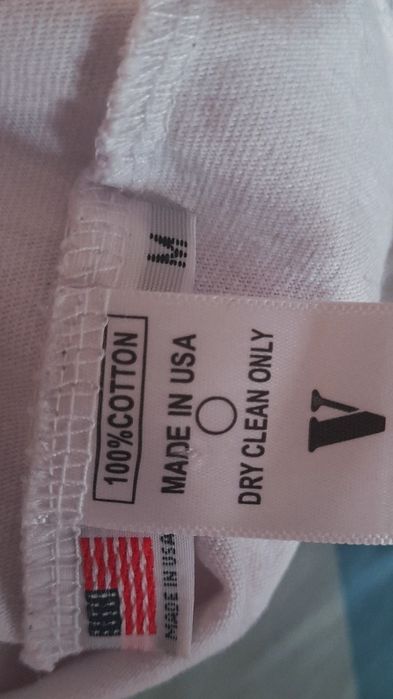 M
100%COTTON
MADE IN USA
DRY CLEAN ONLY
V
MADE IN USA